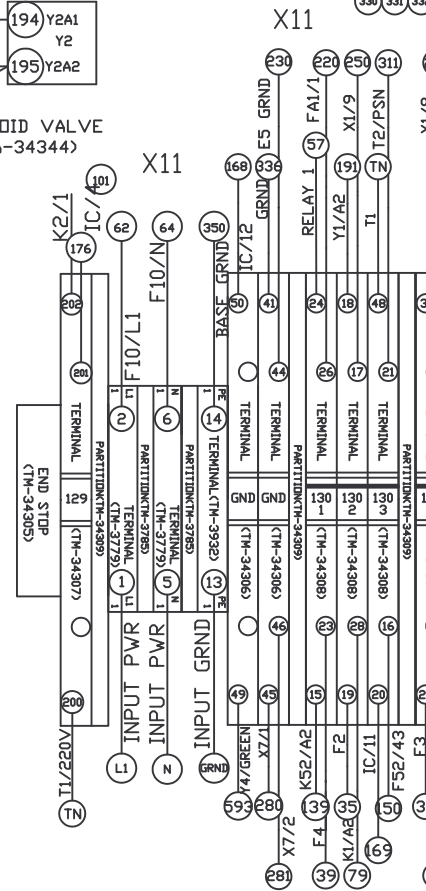 X11
330
331
194
Y2A1
Y2
195
Y2A2
230
220
250
311
E5 GRND
FA1/1
X1/9
T2/PSN
OID VALVE
-34344)
X11
57
168
336
191
TN
101
GRND
RELAY 1
Y1/A2
T1
K2/1
IC/4
176
62
64
350
IC/12
F10/L1
F10/N
BASE GRND
202
50
41
24
18
48
201
44
26
17
21
1
L1
1
N
1
PE
2
6
14
TERMINAL
PARTITION(TM-34309)
TERMINAL
(TM-3779)
PARTITION(TM-3785)
TERMINAL
(TM-3779)
PARTITION(TM-3785)
TERMINAL(TM-3932)
TERMINAL
TERMINAL
PARTITION(TM-34309)
TERMINAL
TERMINAL
TERMINAL
PARTITION(TM-34309)
END STOP
(TM-34305)
129
GND
GND
130
1
130
2
130
3
(TM-34307)
(TM-34306)
(TM-34306)
(TM-34308)
(TM-34308)
(TM-34308)
1
5
13
1
L1
1
N
1
PE
46
23
28
16
200
49
45
15
19
20
INPUT PWR
INPUT PWR
INPUT GRND
T1/220V
Y4/GREEN
X7/1
K52/A2
F2
IC/11
F52/43
F3
L1
N
GRND
TN
593
280
139
35
150
X7/2
F4
K1/A2
169
281
39
79